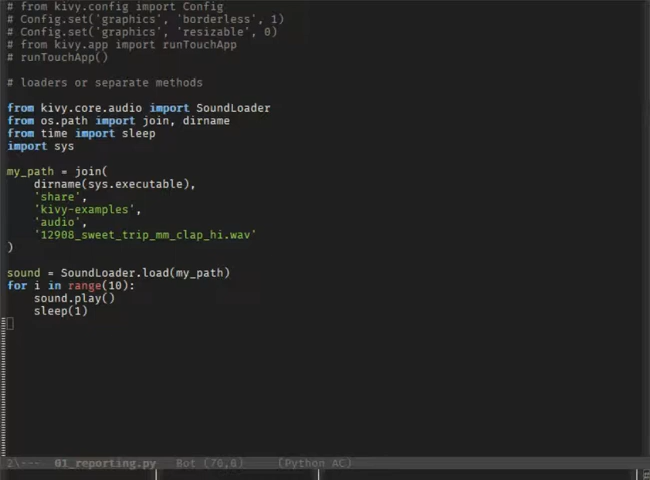 # from kivy.config import Config
# Config.set('graphics', 'borderless', 1)
# Config.set('graphics', 'resizable', 0)
# from kivy.app import runTouchApp
# runTouchApp()
# loaders or separate methods
from kivy.core.audio import SoundLoader
from os.path import join, dirname
from time import sleep
import sys
my_path = join(
    dirname(sys.executable),
    'share',
    'kivy-examples',
    'audio',
    '12908_sweet_trip_mm_clap_hi.wav'
)
sound = SoundLoader.load(my_path)
for i in range(10):
    sound.play()
    sleep(1)
2\--- 01_reporting.py Bot (70,0) (Python AC)